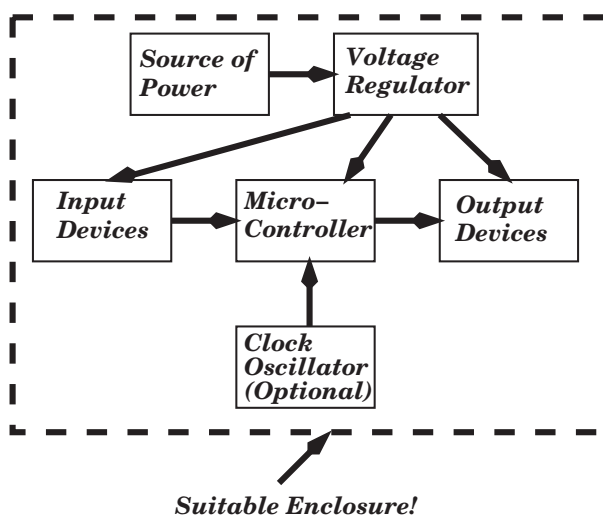 Source of
Power
Voltage
Regulator
Input
Devices
Micro–
Controller
Output
Devices
Clock
Oscillator
(Optional)
Suitable Enclosure!